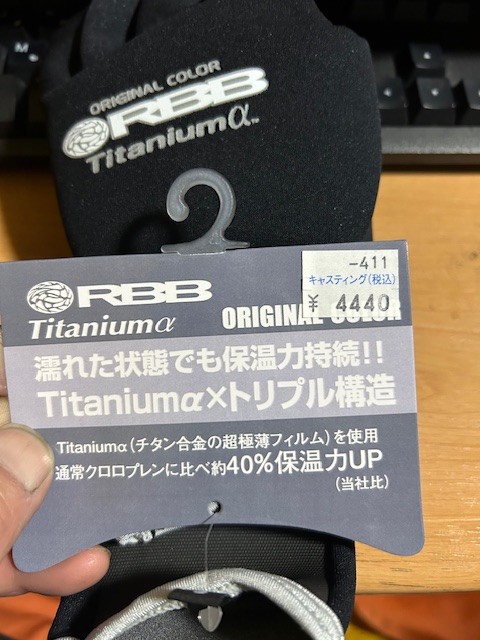 ORIGINAL COLOR
RBB
Titaniumα™
-411
キャスティング(税込)
¥ 4440
RBB
Titaniumα ORIGINAL COLOR
濡れた状態でも保温力持続!!
Titaniumα×トリプル構造
Titaniumα(チタン合金の超極薄フィルム)を使用
通常クロロプレンに比べ約40%保温力UP
(当社比)